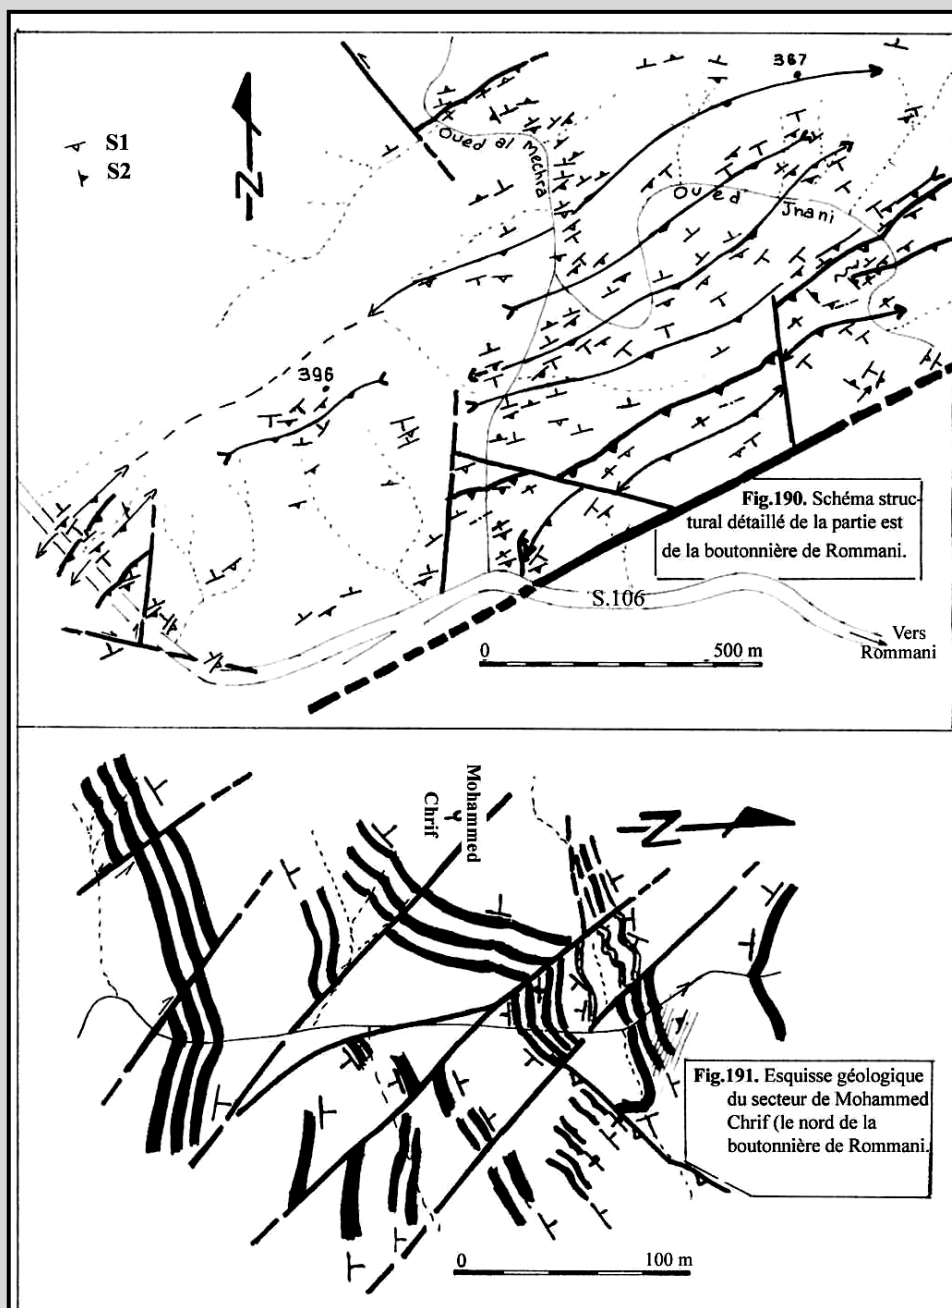 367
S1
S2
N
Oued al mechra
Oued Jnani
396
Fig.190. Schéma struc-
tural détaillé de la partie est
de la boutonnière de Rommani.
S.106
Vers
Rommani
0 500 m
Mohammed
Chrif
N
Fig.191. Esquisse géologique
du secteur de Mohammed
Chrif (le nord de la
boutonnière de Rommani.
0 100 m